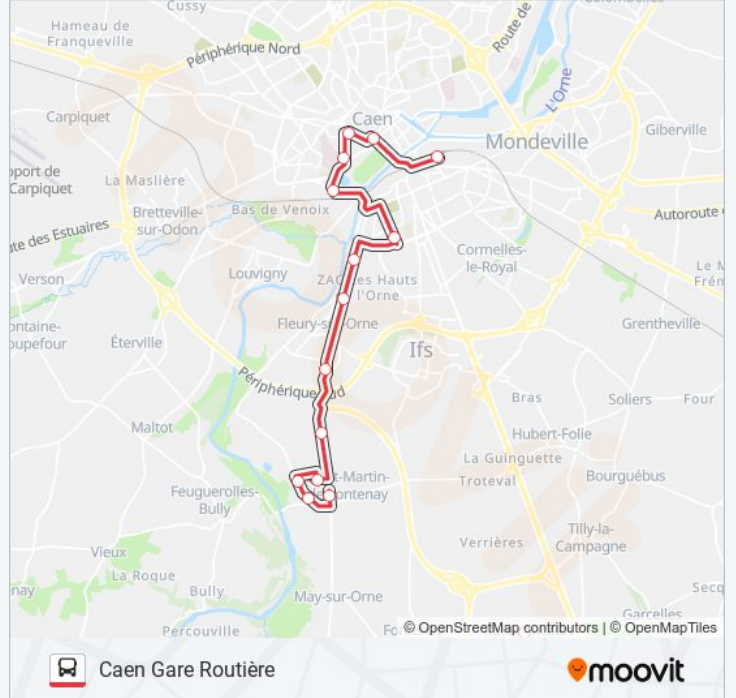 Cussy
Colombelles
Hameau de
Franqueville
Périphérique Nord
Route de
L'Orne
Carpiquet
Caen
Mondeville
Giberville
port de
Carpiquet
La Maslière
Bretteville-
sur-Odon
Bas de Venoix
Autoroute
ute des Estuaires
Cormelles-
le-Royal
Verson
Louvigny
ZAC des Hauts
l'Orne
Le M
Frén
ontaine-
oupefour
Éterville
Fleury-sur-Orne
Ifs
Grentheville
Périphérique Sud
Bras
Soliers
Four
Maltot
Hubert-Folie
La Guinguette
Troteval
Bourguébus
t-Martin-
de-Fontenay
Feuguerolles-
Bully
Tilly-la-
Campagne
Verrières
Vieux
La Roque
nay
Bully
May-sur-Orne
Secq
Garcelles
Percouville
Fo
© OpenStreetMap contributors | © OpenMapTiles
Caen Gare Routière
moovit